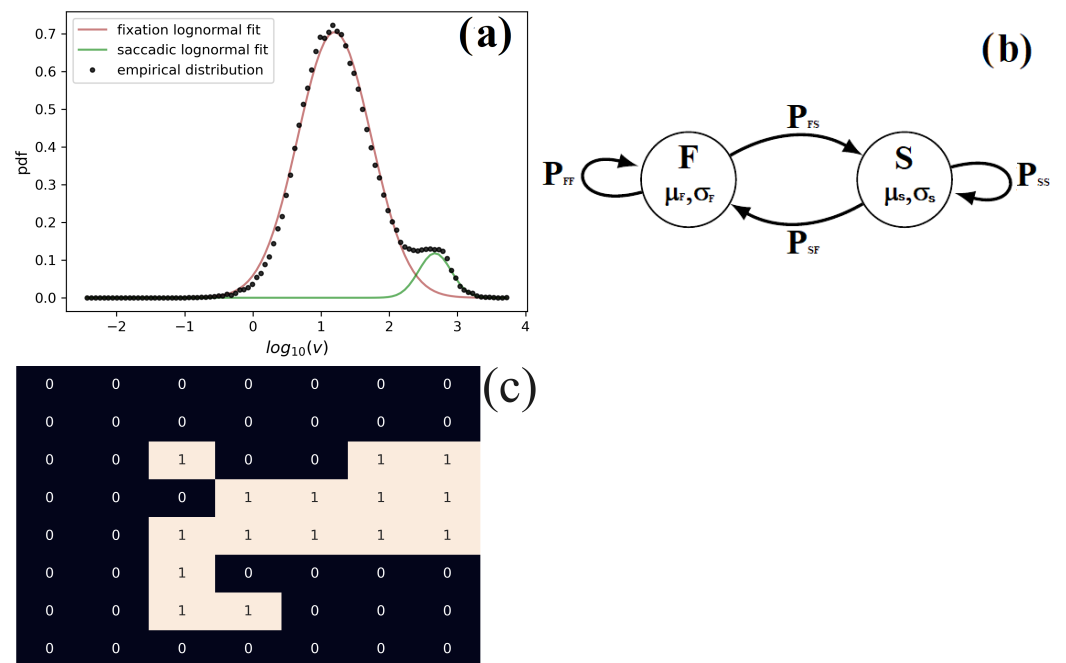 (a)
fixation lognormal fit
saccadic lognormal fit
empirical distribution
pdf
0.7
0.6
0.5
0.4
0.3
0.2
0.1
0.0
−2 −1 0 1 2 3 4
log10(v)
(b)
PFS
F
μF,σF
S
μs,σs
PFF
PSS
PSF
(c)
0 0 0 0 0 0 0
0 0 0 0 0 0 0
0 0 1 0 0 1 1
0 0 0 1 1 1 1
0 0 1 1 1 1 1
0 0 1 0 0 0 0
0 0 1 1 0 0 0
0 0 0 0 0 0 0